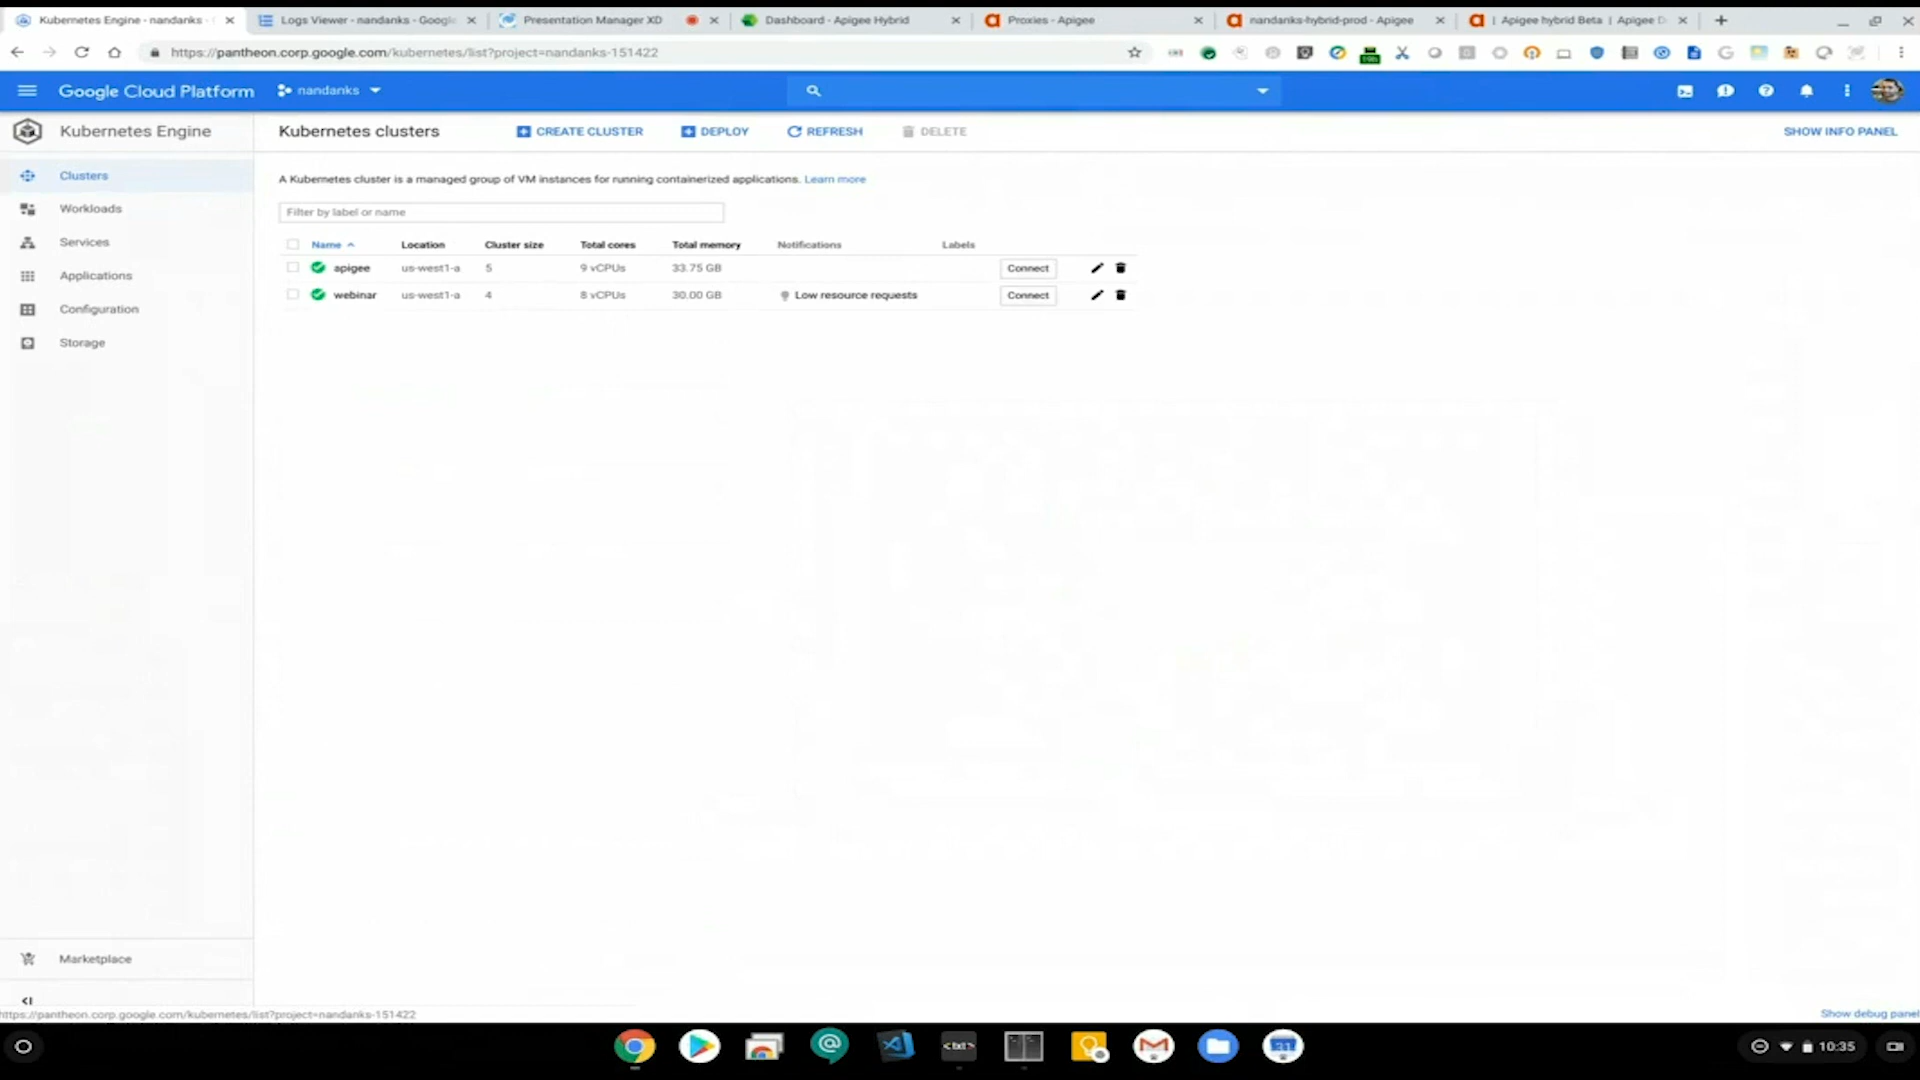 Kubernetes Engine - nandanks -
Logs Viewer - nandanks - Google
Presentation Manager XD
Dashboard - Apigee Hybrid
Proxies - Apigee
nandanks-hybrid-prod - Apigee
| Apigee hybrid Beta | Apigee D
https://pantheon.corp.google.com/kubernetes/list?project=nandanks-151422
Google Cloud Platform
nandanks
Kubernetes Engine
Kubernetes clusters
CREATE CLUSTER
DEPLOY
REFRESH
DELETE
SHOW INFO PANEL
Clusters
Workloads
Services
Applications
Configuration
Storage
A Kubernetes cluster is a managed group of VM instances for running containerized applications. Learn more
Filter by label or name
Name Location Cluster size Total cores Total memory Notifications Labels
apigee us-west1-a 5 9 vCPUs 33.75 GB Connect
webinar us-west1-a 4 8 vCPUs 30.00 GB Low resource requests Connect
Marketplace
https://pantheon.corp.google.com/kubernetes/list?project=nandanks-151422
Show debug panel
<txt>
31
10:35